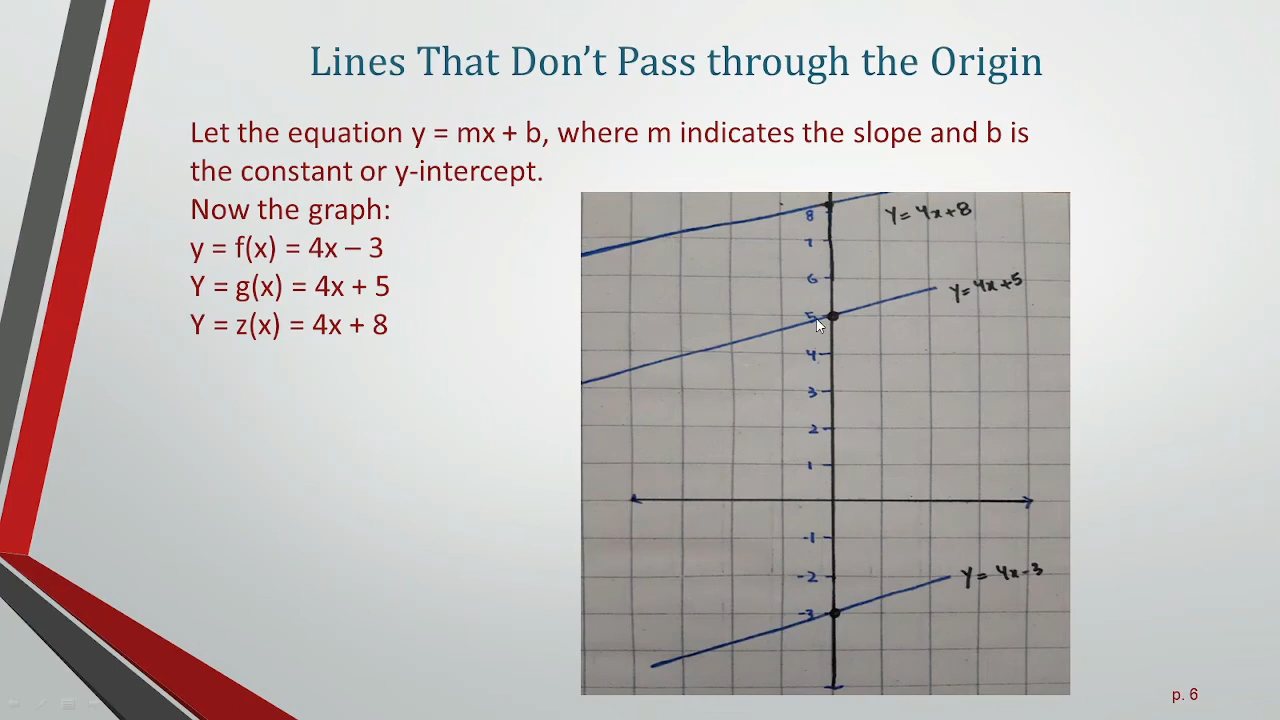 Lines That Don't Pass through the Origin
Let the equation y = mx + b, where m indicates the slope and b is
the constant or y-intercept.
Now the graph:
y = f(x) = 4x – 3
Y = g(x) = 4x + 5
Y = z(x) = 4x + 8
8
Y = 4x+8
7
6
Y = 4x+5
5
4
3
2
1
-1
-2
Y = 4x-3
-3
p. 6